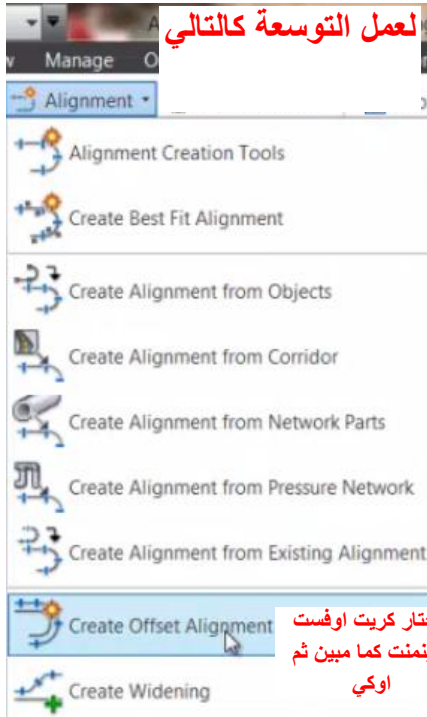 لعمل التوسعة كالتالي
Manage
Alignment
Alignment Creation Tools
Create Best Fit Alignment
Create Alignment from Objects
Create Alignment from Corridor
Create Alignment from Network Parts
Create Alignment from Pressure Network
Create Alignment from Existing Alignment
Create Offset Alignment
كريت اوفست
كما مبين ثم
اوكي
Create Widening